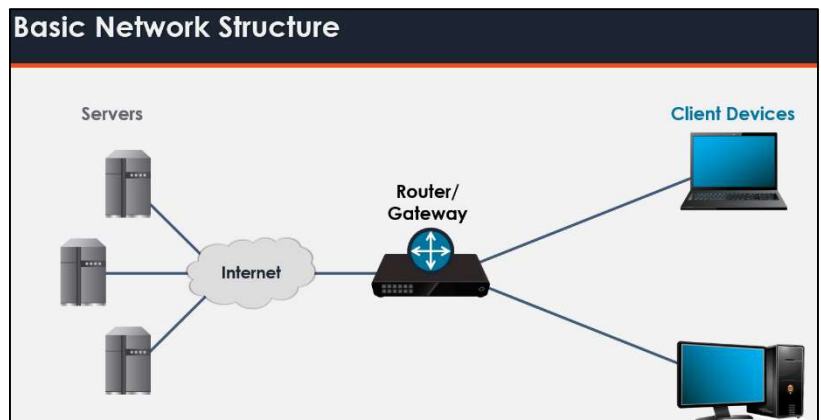 Basic Network Structure
Servers
Client Devices
Router/
Gateway
Internet